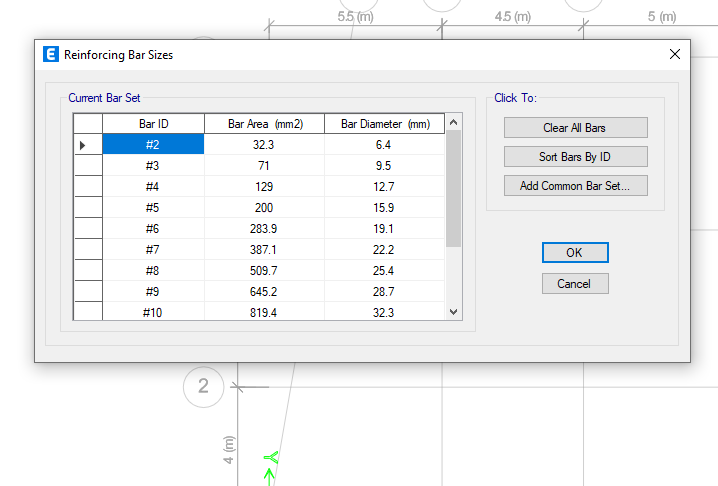 5.5 (m) 4.5 (m) 5 (m)
E Reinforcing Bar Sizes
Current Bar Set
Bar ID Bar Area (mm2) Bar Diameter (mm)
#2 32.3 6.4
#3 71 9.5
#4 129 12.7
#5 200 15.9
#6 283.9 19.1
#7 387.1 22.2
#8 509.7 25.4
#9 645.2 28.7
#10 819.4 32.3
Click To:
Clear All Bars
Sort Bars By ID
Add Common Bar Set...
OK
Cancel
2
4 (m)
Y